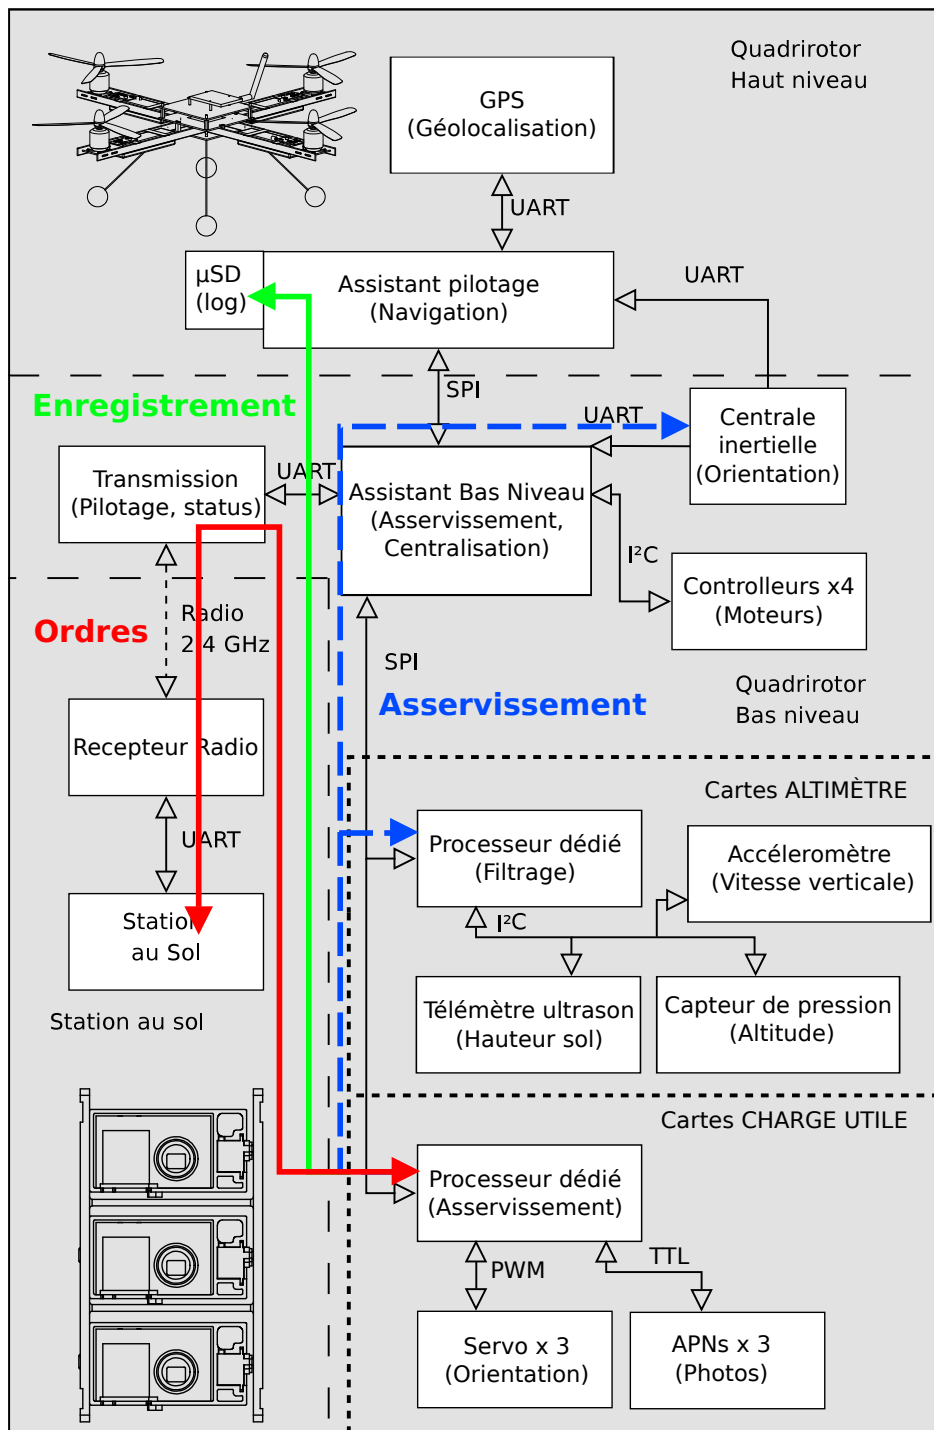 Quadrirotor
Haut niveau
GPS
(Géolocalisation)
UART
µSD
(log)
Assistant pilotage
(Navigation)
UART
SPI
Enregistrement
UART
Centrale
inertielle
(Orientation)
Transmission
(Pilotage, status)
UART
Assistant Bas Niveau
(Asservissement,
Centralisation)
I²C
Controlleurs x4
(Moteurs)
Ordres
Radio
2.4 GHz
SPI
Quadrirotor
Bas niveau
Asservissement
Recepteur Radio
Cartes ALTIMÈTRE
UART
Processeur dédié
(Filtrage)
Accéleromètre
(Vitesse verticale)
I²C
Station
au Sol
Télémètre ultrason
(Hauteur sol)
Capteur de pression
(Altitude)
Station au sol
Cartes CHARGE UTILE
Processeur dédié
(Asservissement)
PWM
TTL
Servo x 3
(Orientation)
APNs x 3
(Photos)